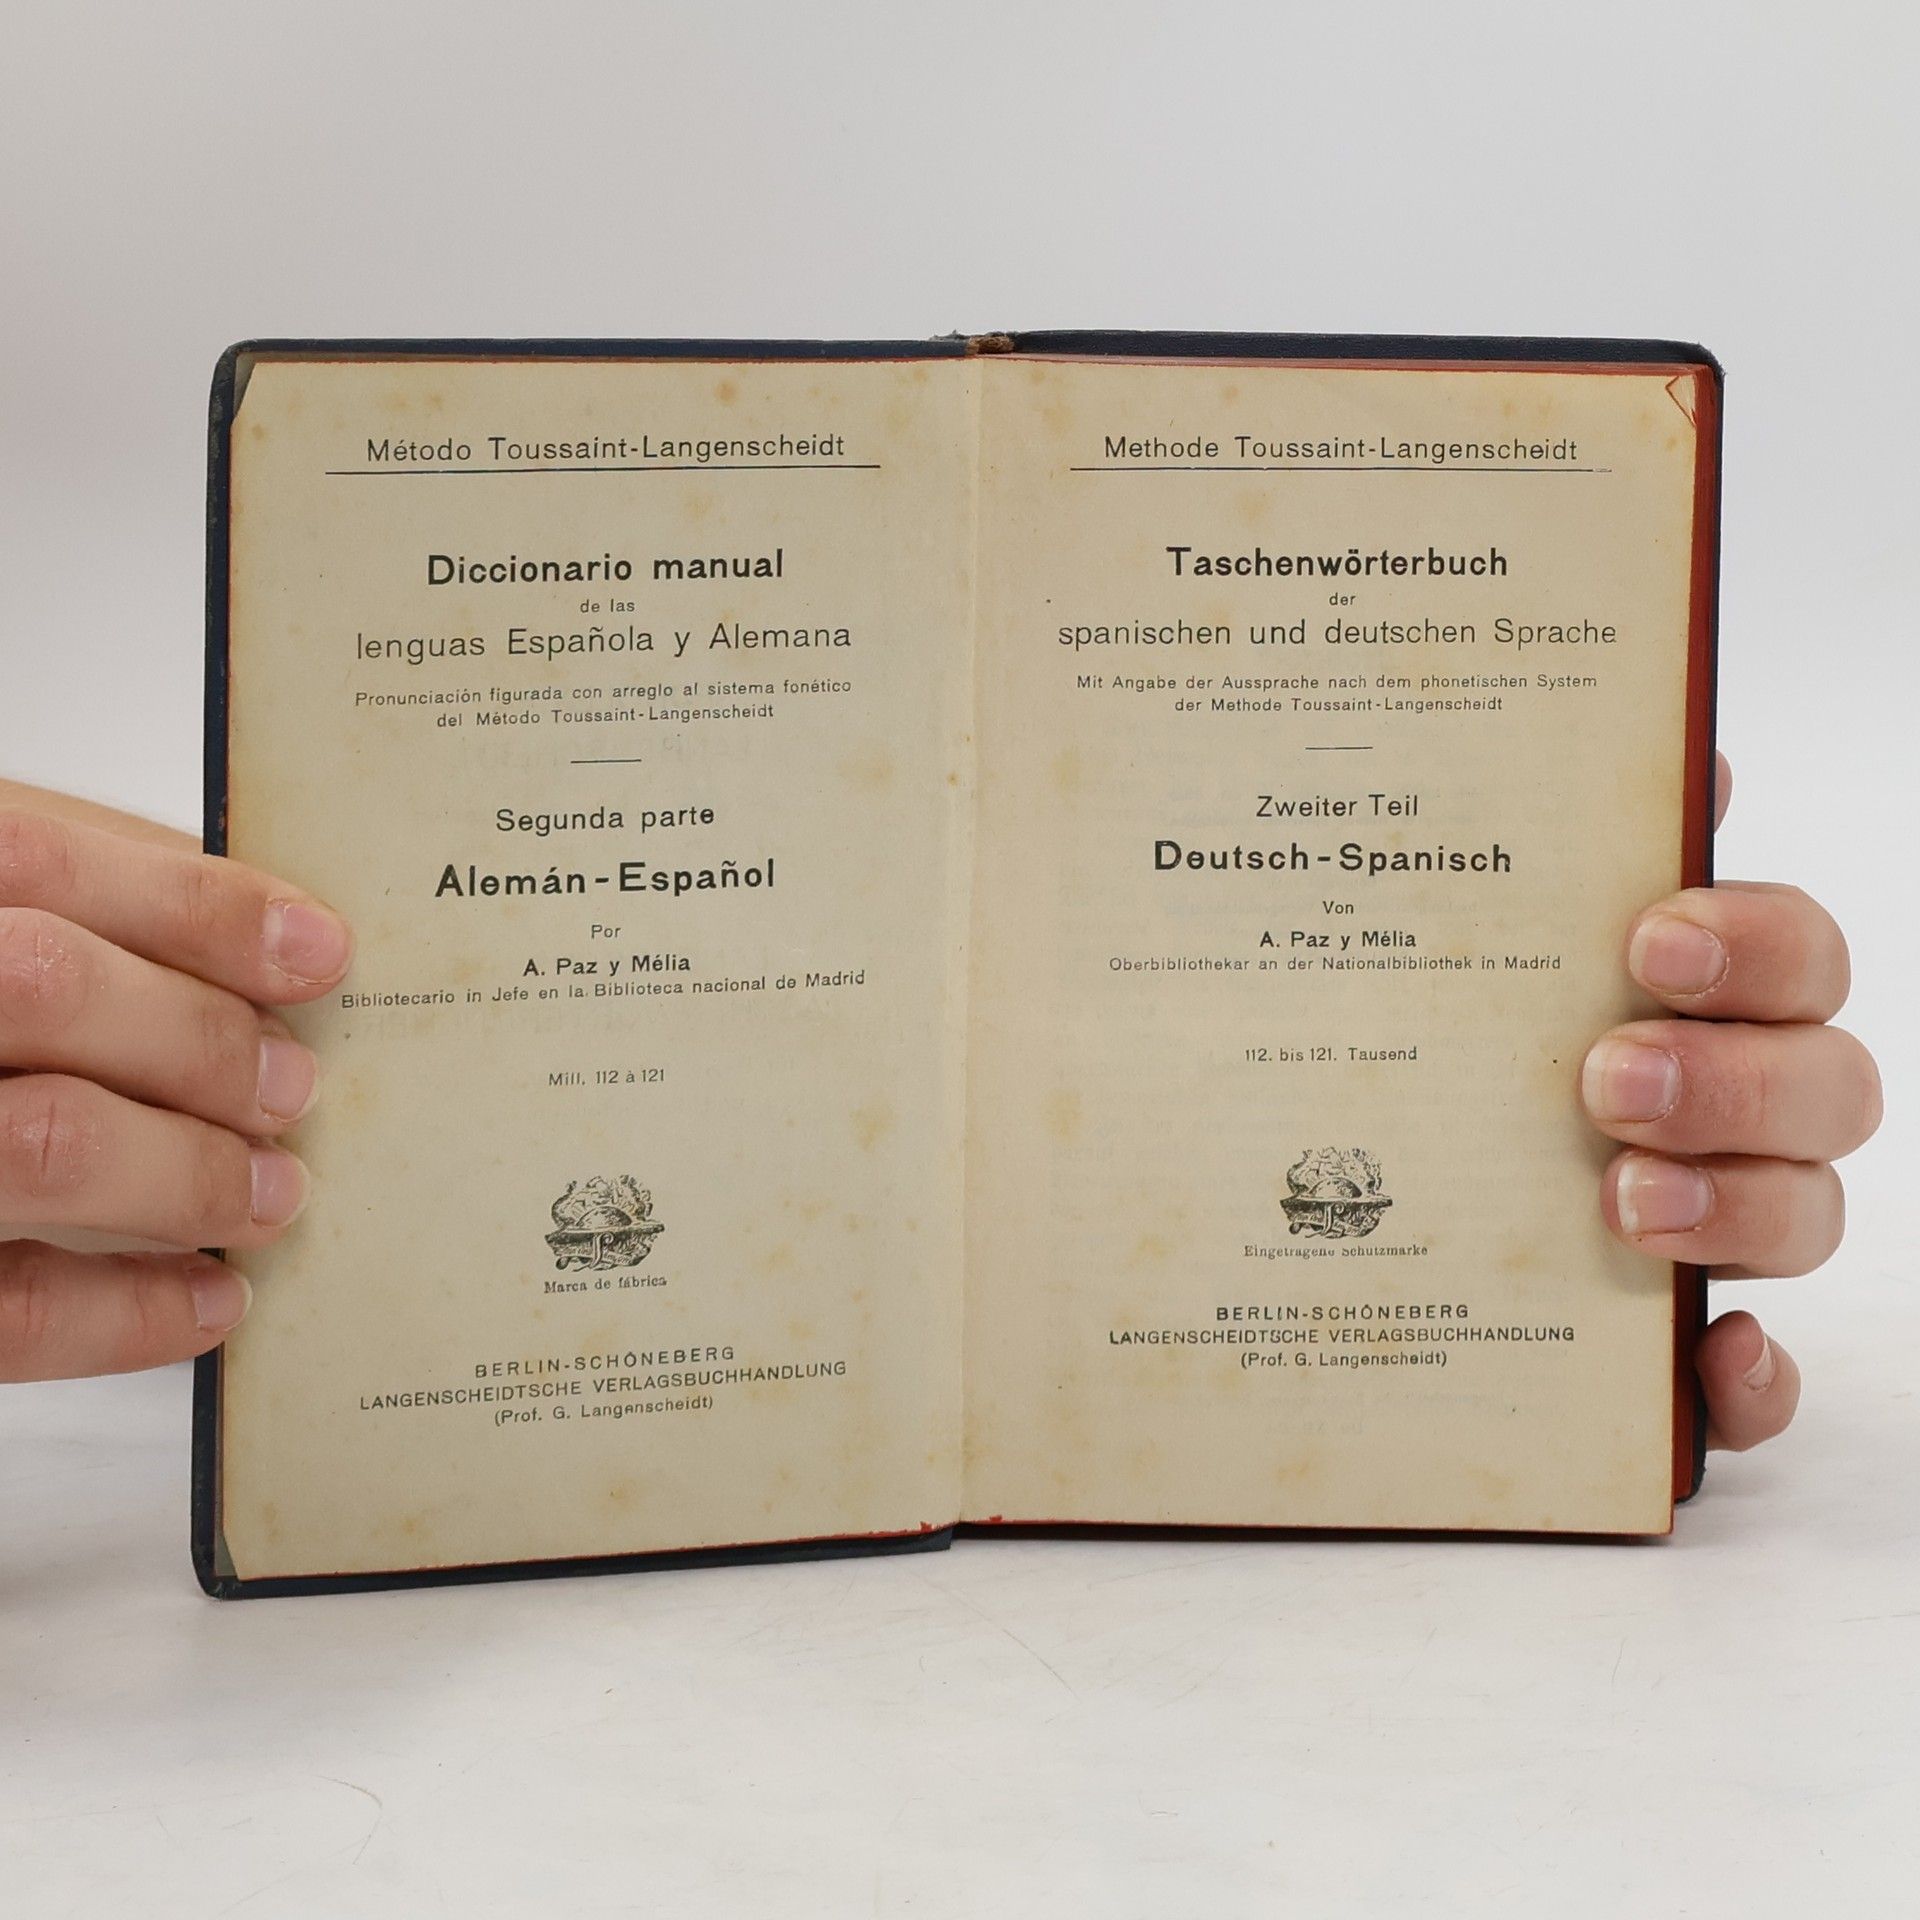 Método Toussaint-Langenscheidt
Diccionario manual
de las
lenguas Española y Alemana
Pronunciación figurada con arreglo al sistema fonético
del Método Toussaint-Langenscheidt
Segunda parte
Alemán-Español
Por
A. Paz y Mélia
Bibliotecario in Jefe en la Biblioteca nacional de Madrid
Mill. 112 à 121
Marca de fábrica
BERLIN-SCHÖNEBERG
LANGENSCHEIDTSCHE VERLAGSBUCHHANDLUNG
(Prof. G. Langenscheidt)
Methode Toussaint-Langenscheidt
Taschenwörterbuch
der
spanischen und deutschen Sprache
Mit Angabe der Aussprache nach dem phonetischen System
der Methode Toussaint-Langenscheidt
Zweiter Teil
Deutsch-Spanisch
Von
A. Paz y Mélia
Oberbibliothekar an der Nationalbibliothek in Madrid
112. bis 121. Tausend
Eingetragene Schutzmarke
BERLIN-SCHÖNEBERG
LANGENSCHEIDTSCHE VERLAGSBUCHHANDLUNG
(Prof. G. Langenscheidt)